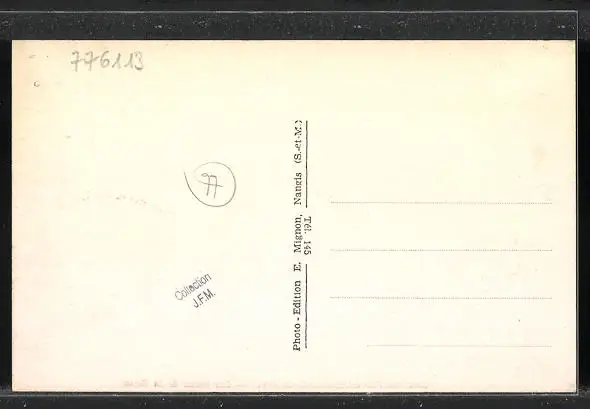 776113
Photo - Edition E. Mignon, Nangis (S.-et-M.)
Tél. 145
77
Collection
J.F.M.